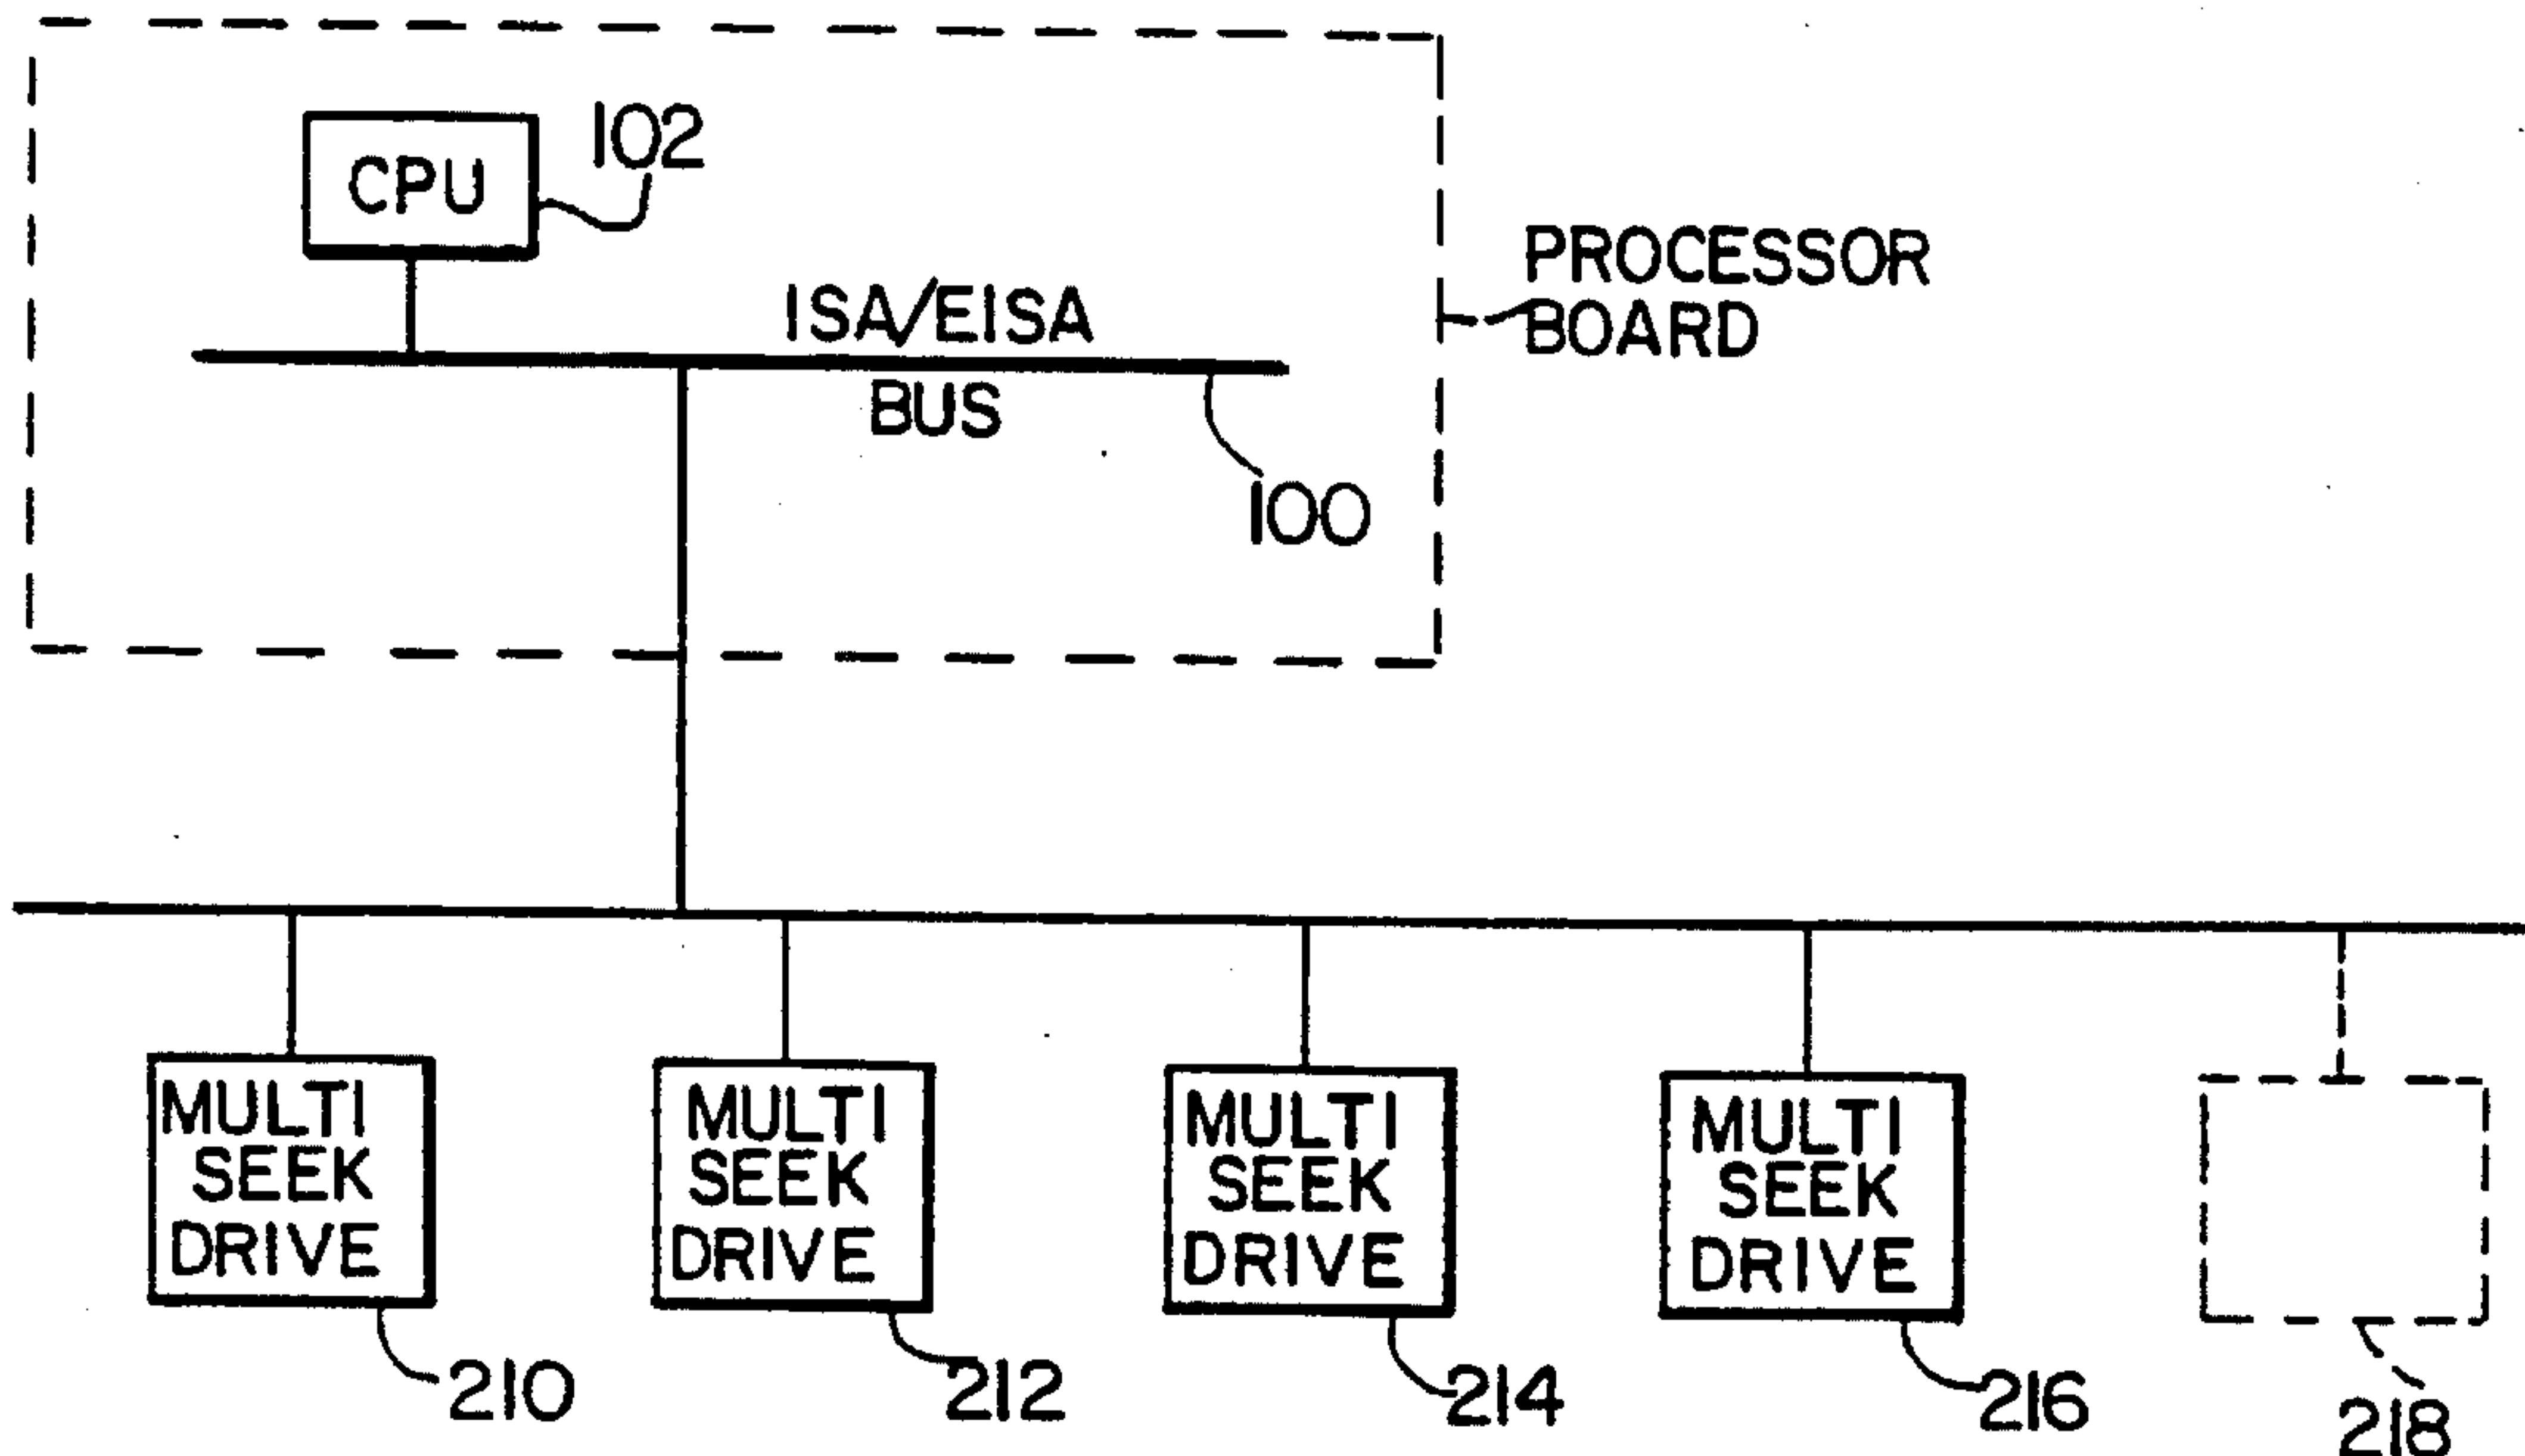 CPU
102
ISA/EISA
BUS
100
PROCESSOR
BOARD
MULTI
SEEK
DRIVE
210
MULTI
SEEK
DRIVE
212
MULTI
SEEK
DRIVE
214
MULTI
SEEK
DRIVE
216
218